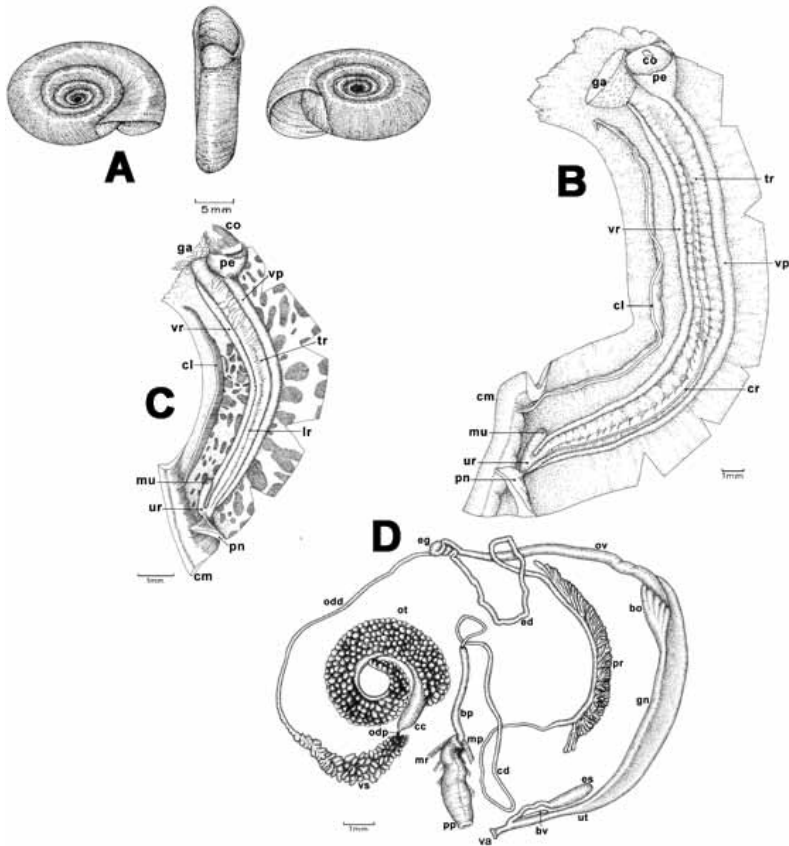 A
5 mm
B
co
ga
pe
tr
vr
vp
cl
cm
cr
mu
ur
pn
1mm
C
co
ga
pe
vp
vr
tr
cl
lr
mu
ur
pn
cm
1mm
D
eg
ov
odd
ot
ed
bo
pr
bp
gn
cc
odp
mp
mr
cd
vs
es
pp
ut
bv
va
1mm